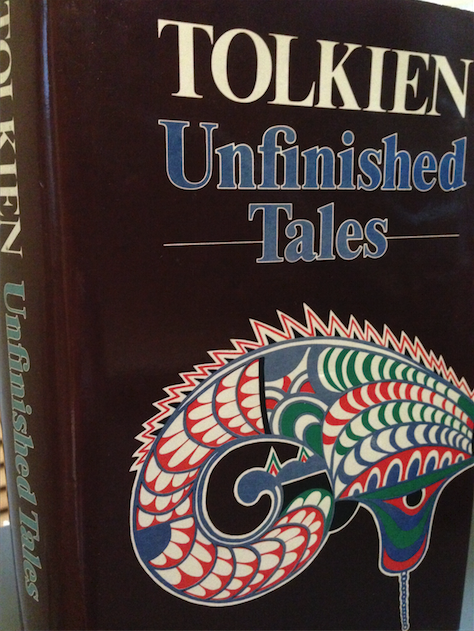 TOLKIEN
Unfinished
Tales
TOLKIEN Unfinished Tales